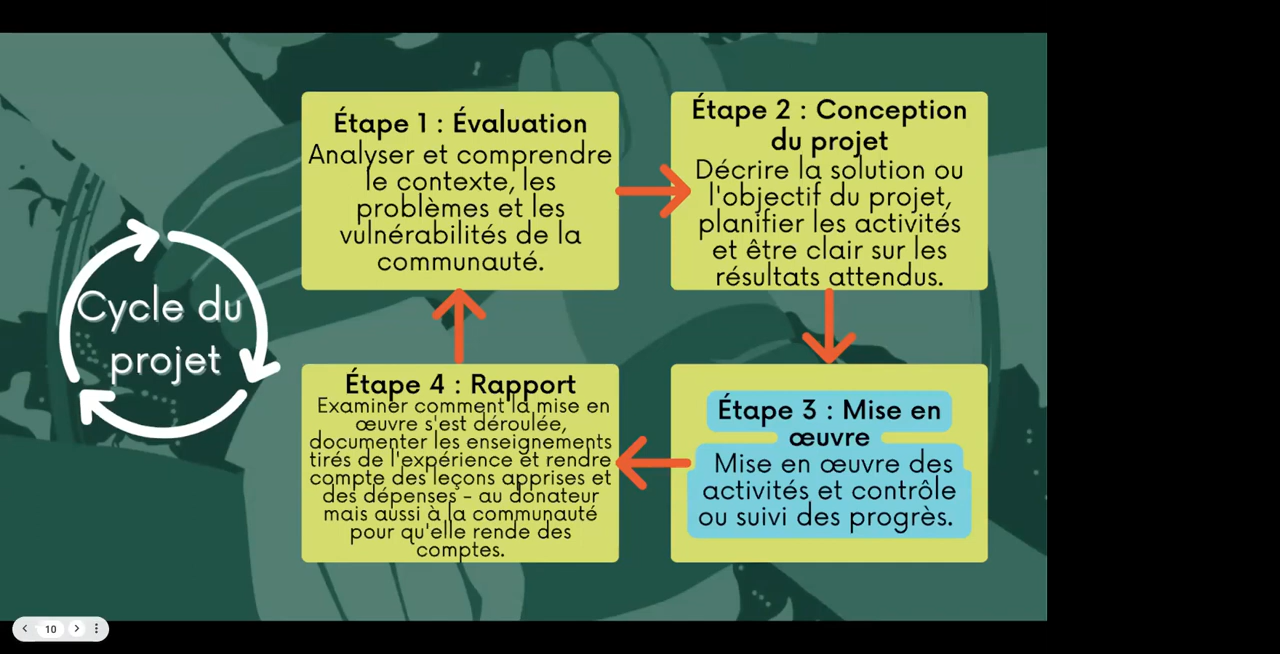 Cycle du
projet
Étape 1 : Évaluation
Analyser et comprendre
le contexte, les
problèmes et les
vulnérabilités de la
communauté.
Étape 2 : Conception
du projet
Décrire la solution ou
l'objectif du projet,
planifier les activités
et être clair sur les
résultats attendus.
Étape 3 : Mise en
œuvre
Mise en œuvre des
activités et contrôle
ou suivi des progrès.
Étape 4 : Rapport
Examiner comment la mise en
œuvre s'est déroulée,
documenter les enseignements
tirés de l'expérience et rendre
compte des leçons apprises et
des dépenses - au donateur
mais aussi à la communauté
pour qu'elle rende des
comptes.
10